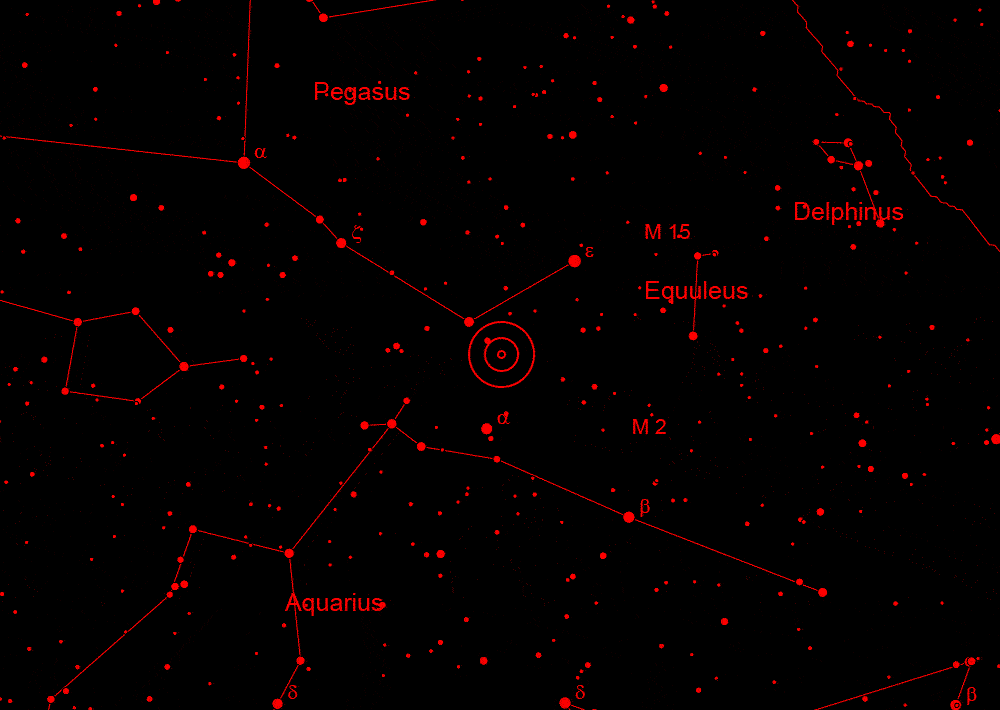 Pegasus
α
Delphinus
ζ
M 15
ε
Equuleus
α
M 2
β
Aquarius
δ
δ
β